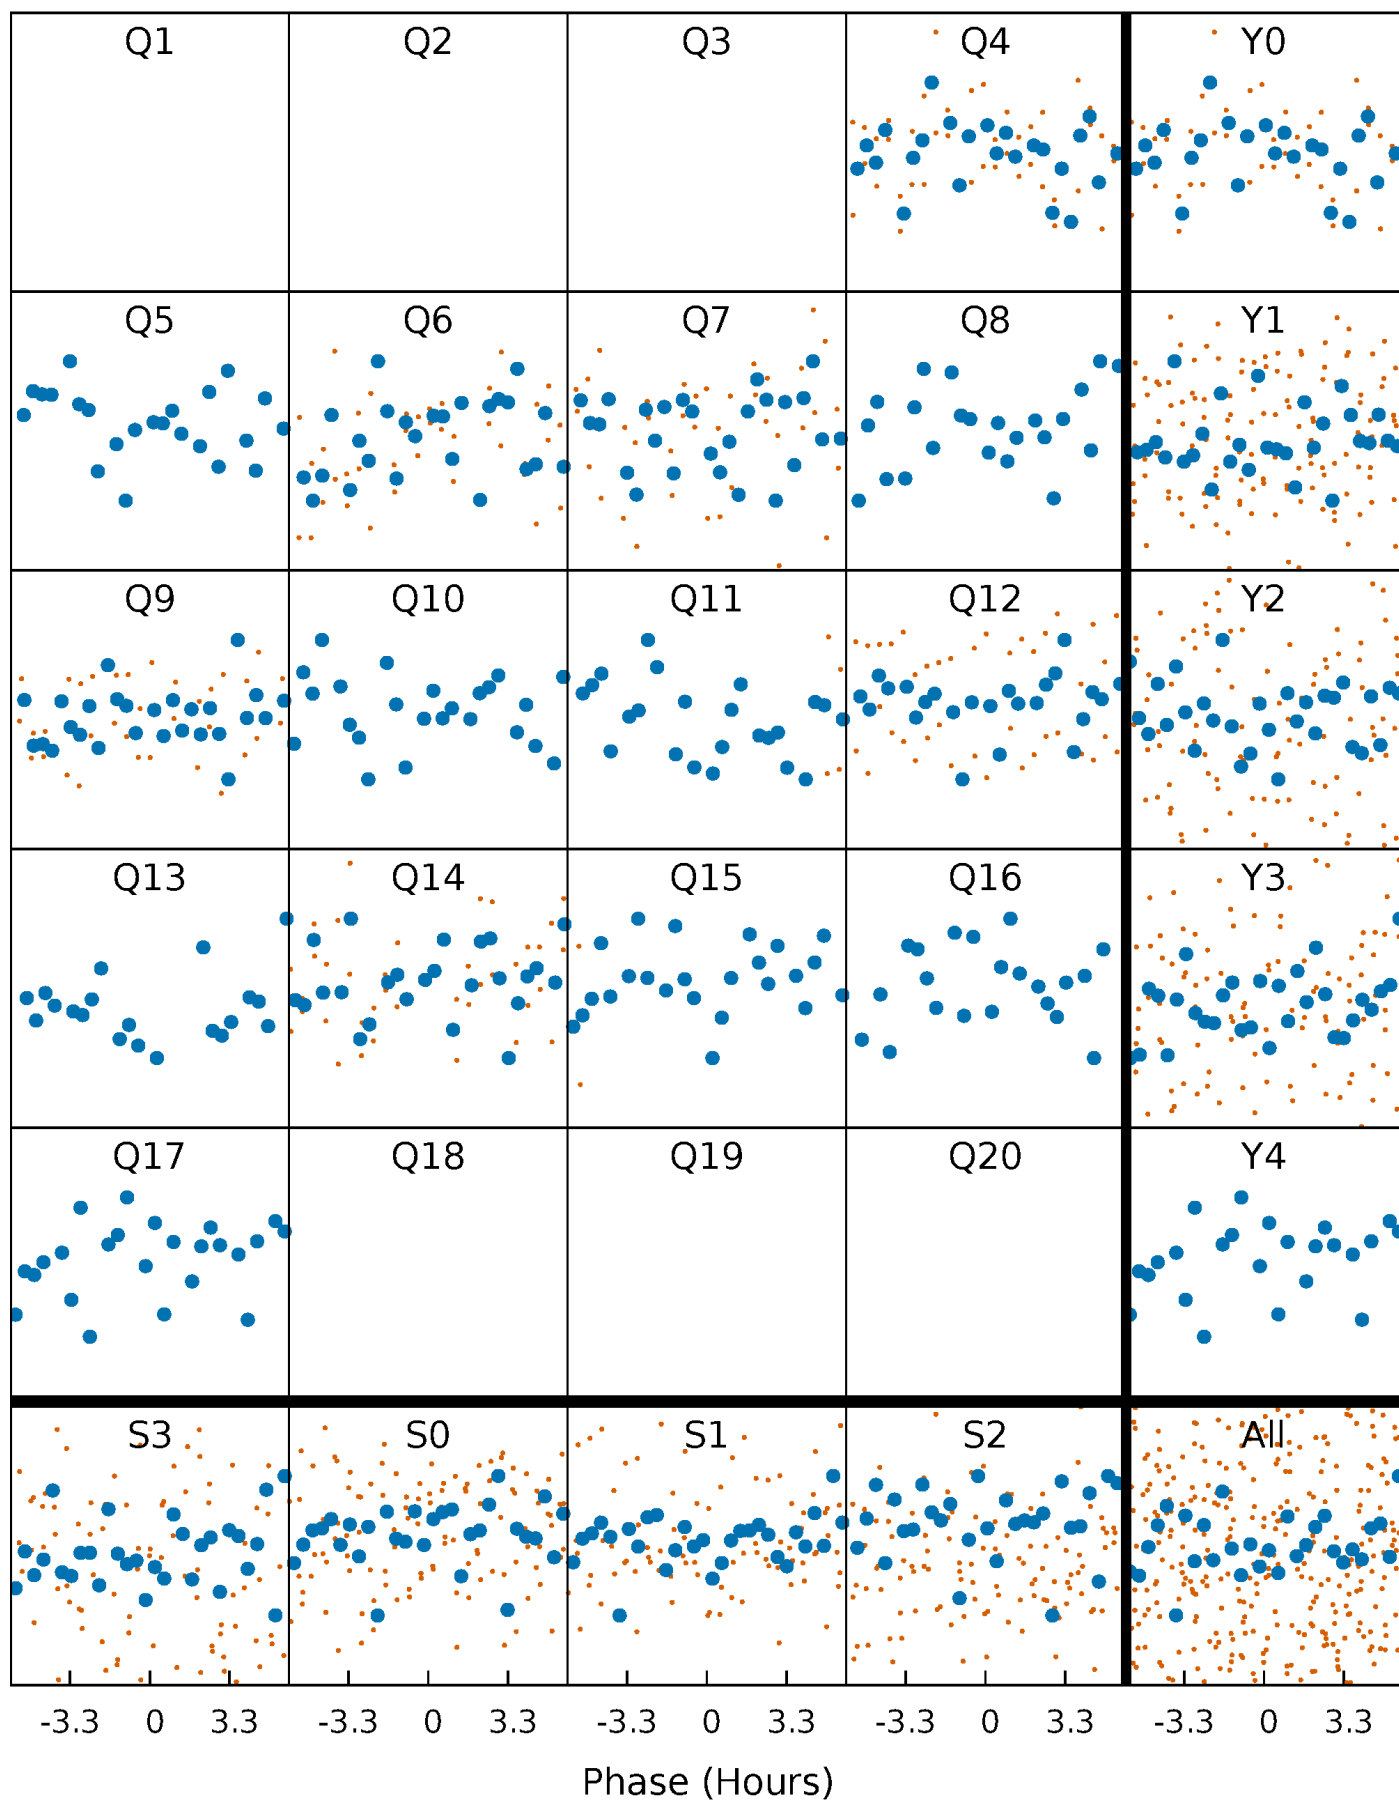 Q1 Q2 Q3 Q4 Y0
Q5 Q6 Q7 Q8 Y1
Q9 Q10 Q11 Q12 Y2
Q13 Q14 Q15 Q16 Y3
Q17 Q18 Q19 Q20 Y4
S3 S0 S1 S2 All
-3.3 0 3.3 -3.3 0 3.3 -3.3 0 3.3 -3.3 0 3.3 -3.3 0 3.3
Phase (Hours)